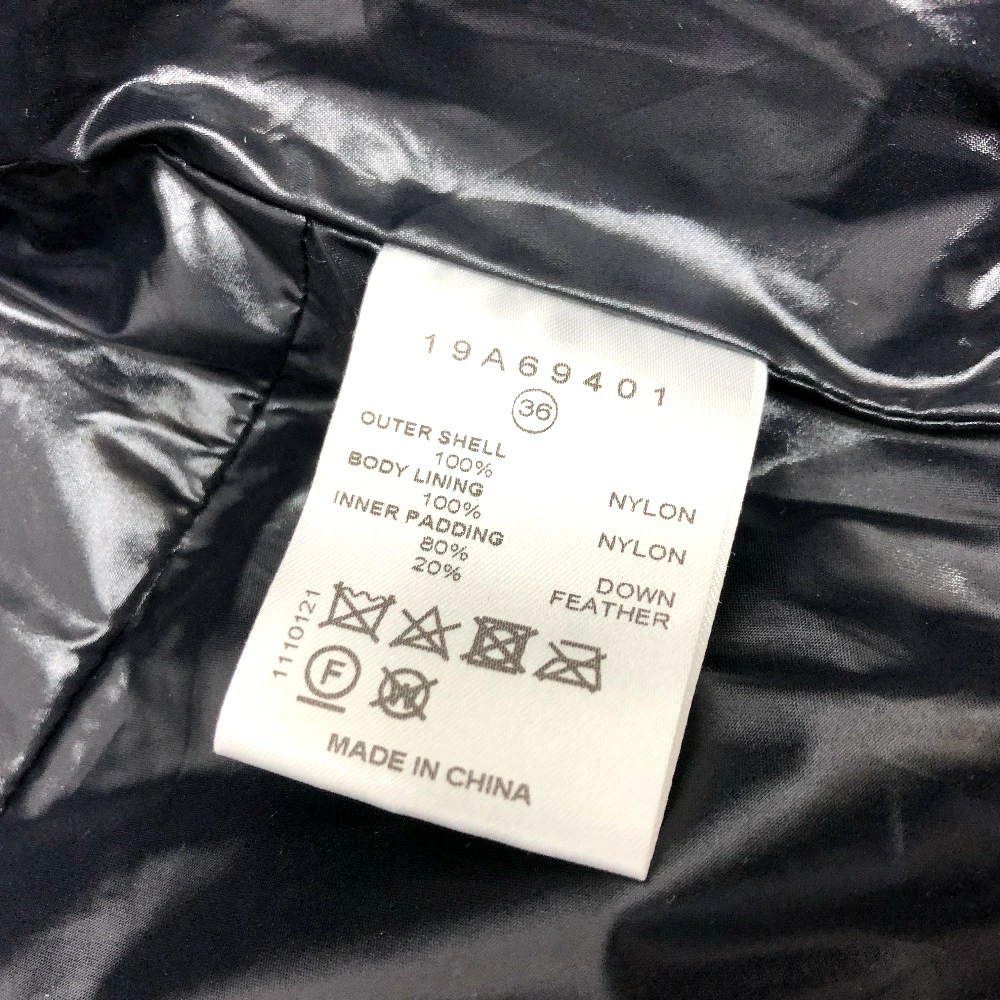 19A69401
36
OUTER SHELL
100% NYLON
BODY LINING
100% NYLON
INNER PADDING
80% DOWN
20% FEATHER
1110121
F
W
MADE IN CHINA